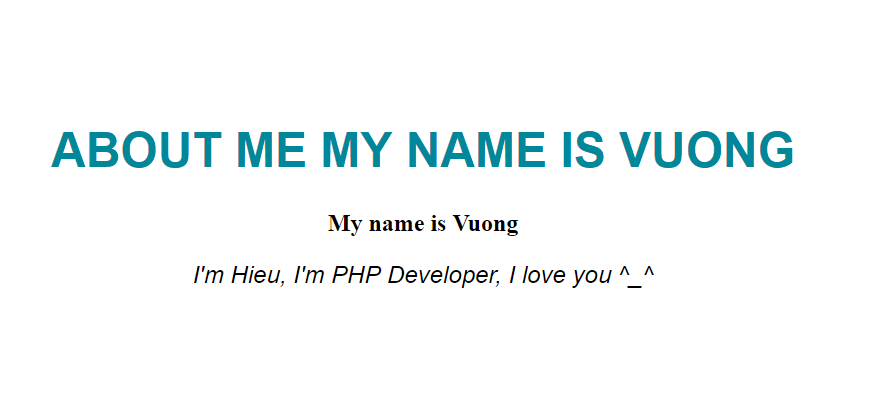 ABOUT ME MY NAME IS VUONG
My name is Vuong
I'm Hieu, I'm PHP Developer, I love you ^_^